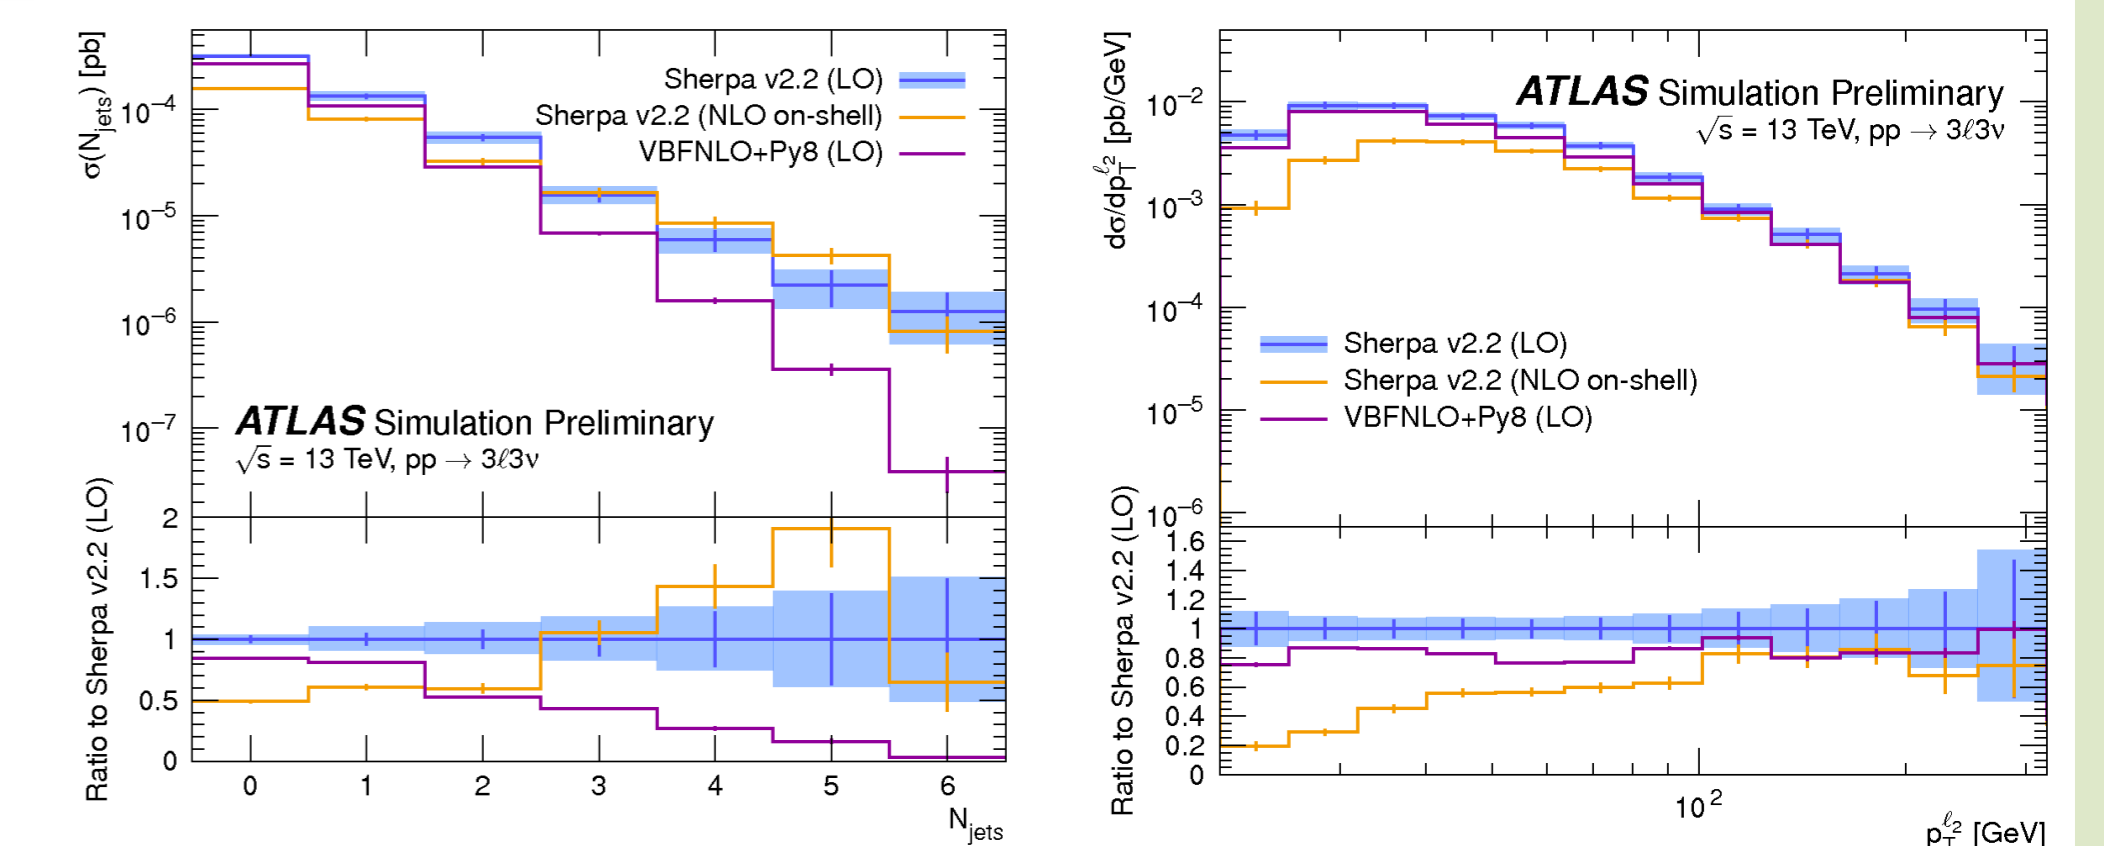 σ(N_jets) [pb]
10^−4
10^−5
10^−6
10^−7
Sherpa v2.2 (LO)
Sherpa v2.2 (NLO on-shell)
VBFNLO+Py8 (LO)
ATLAS Simulation Preliminary
√s = 13 TeV, pp → 3ℓ3ν
Ratio to Sherpa v2.2 (LO)
2
1.5
1
0.5
0
0 1 2 3 4 5 6
N_jets
dσ/dp_T^ℓ2 [pb/GeV]
10^−2
10^−3
10^−4
10^−5
10^−6
ATLAS Simulation Preliminary
√s = 13 TeV, pp → 3ℓ3ν
Sherpa v2.2 (LO)
Sherpa v2.2 (NLO on-shell)
VBFNLO+Py8 (LO)
Ratio to Sherpa v2.2 (LO)
1.6
1.4
1.2
1
0.8
0.6
0.4
0.2
0
10^2
p_T^ℓ2 [GeV]